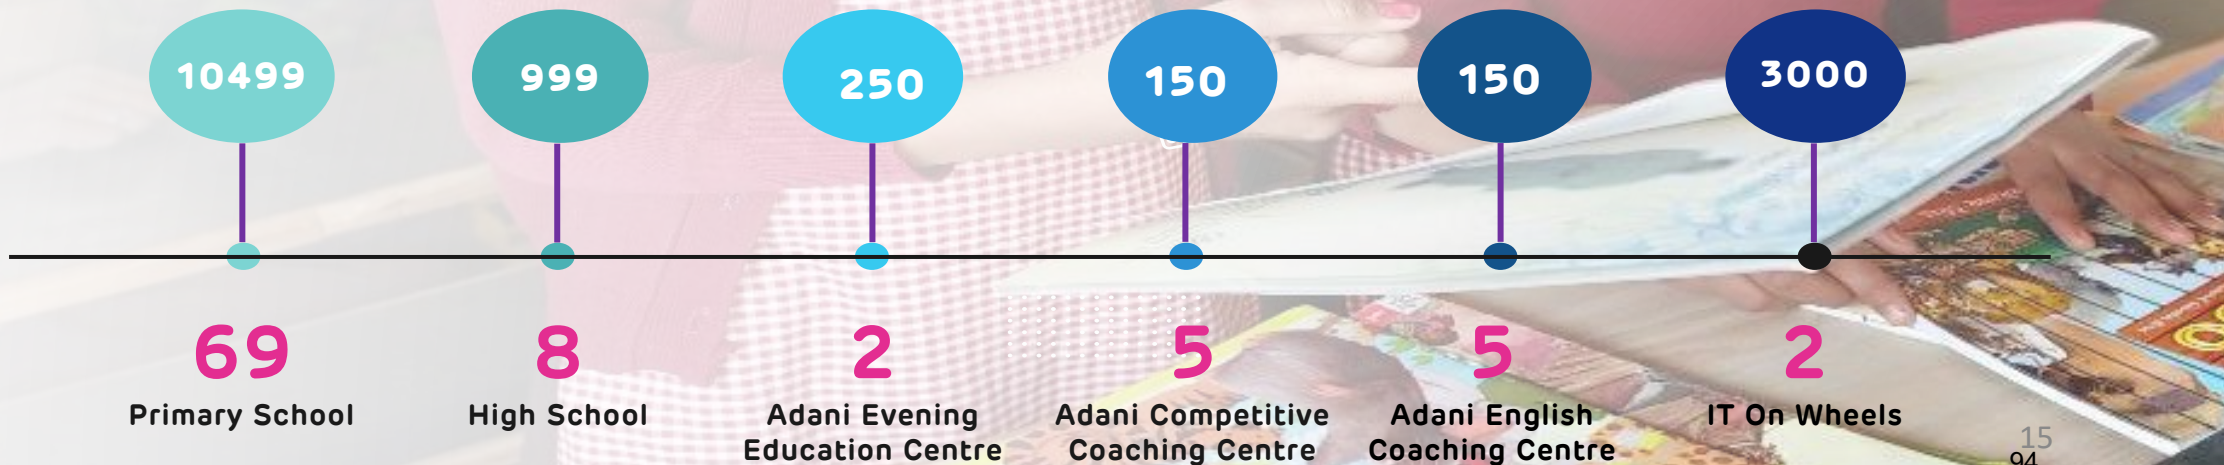 10499
999
250
150
150
3000
69
8
2
5
5
2
Primary School
High School
Adani Evening
Education Centre
Adani Competitive
Coaching Centre
Adani English
Coaching Centre
IT On Wheels
15
94